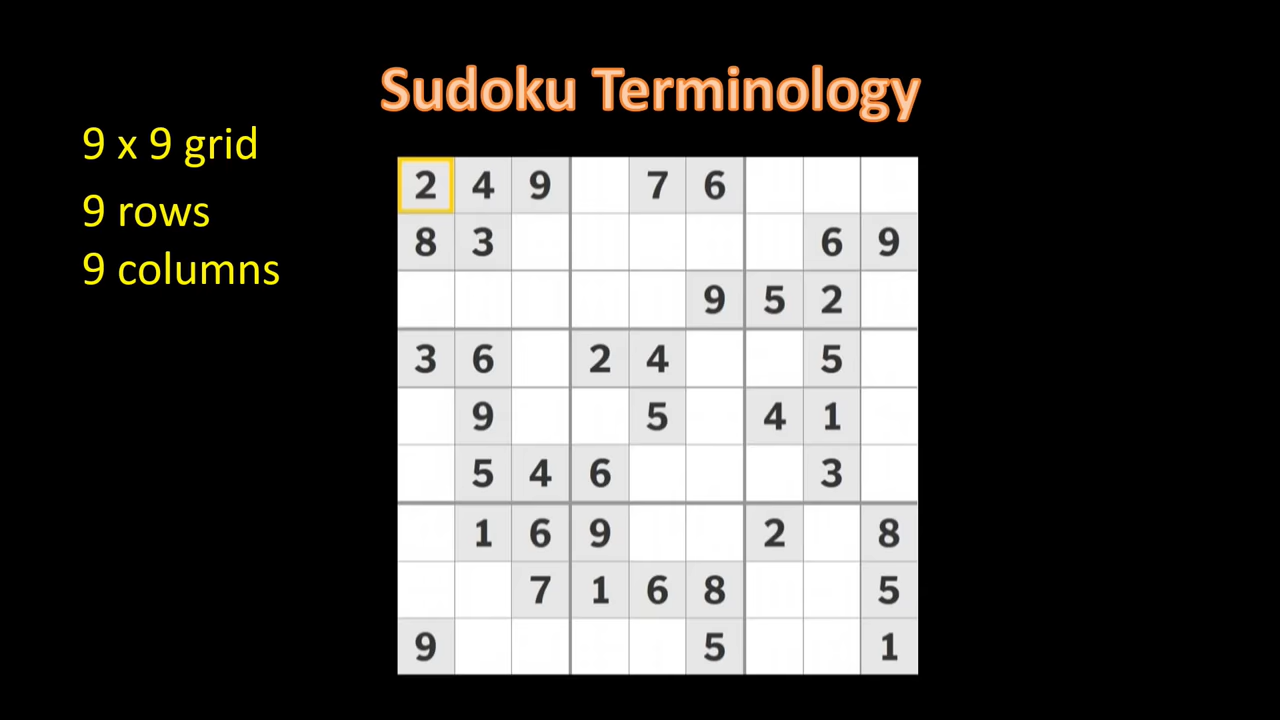 Sudoku Terminology
9 x 9 grid
9 rows
9 columns
2 4 9 7 6
8 3 6 9
9 5 2
3 6 2 4 5
9 5 4 1
5 4 6 3
1 6 9 2 8
7 1 6 8 5
9 5 1